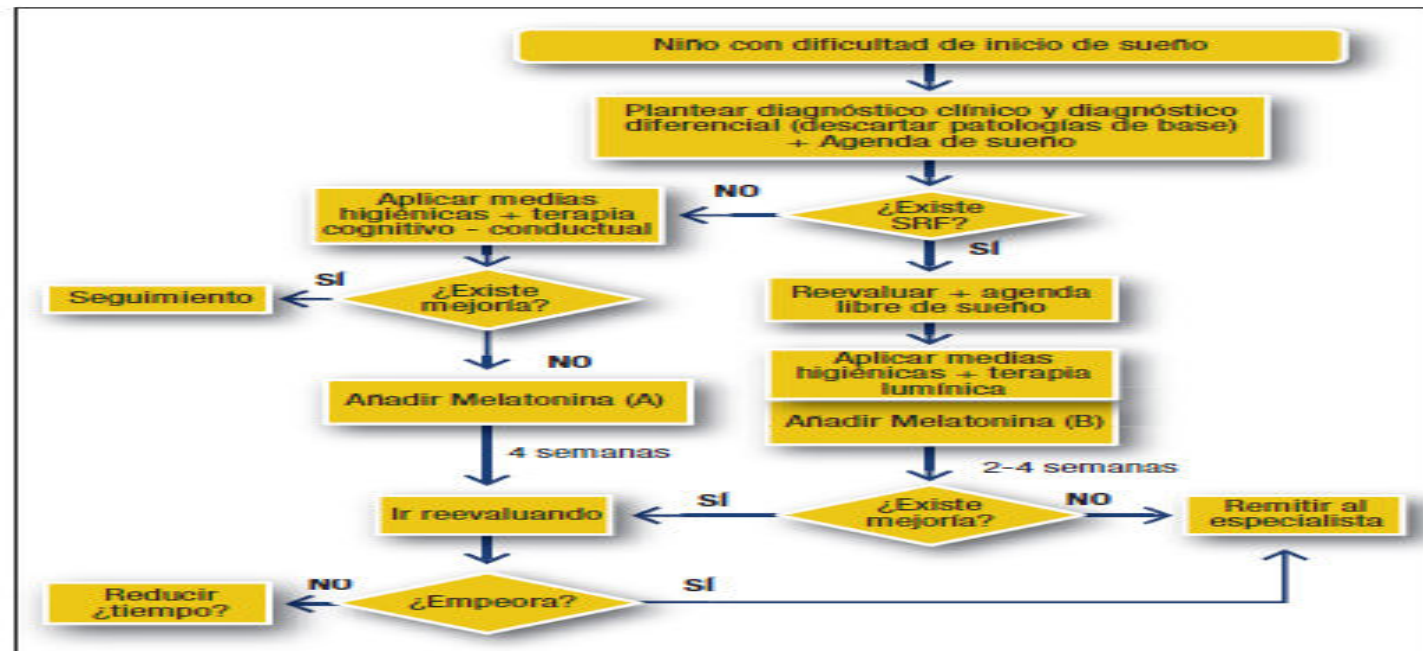 Niño con dificultad de inicio de sueño
Plantear diagnóstico clínico y diagnóstico
diferencial (descartar patologías de base)
+ Agenda de sueño
¿Existe
SRF?
NO
SÍ
Aplicar medias
higiénicas + terapia
cognitivo - conductual
¿Existe
mejoría?
SÍ
Seguimiento
NO
Añadir Melatonina (A)
4 semanas
Reevaluar + agenda
libre de sueño
Aplicar medias
higiénicas + terapia
lumínica
Añadir Melatonina (B)
2-4 semanas
¿Existe
mejoría?
SÍ
NO
Ir reevaluando
Remitir al
especialista
¿Empeora?
NO
SÍ
Reducir
¿tiempo?